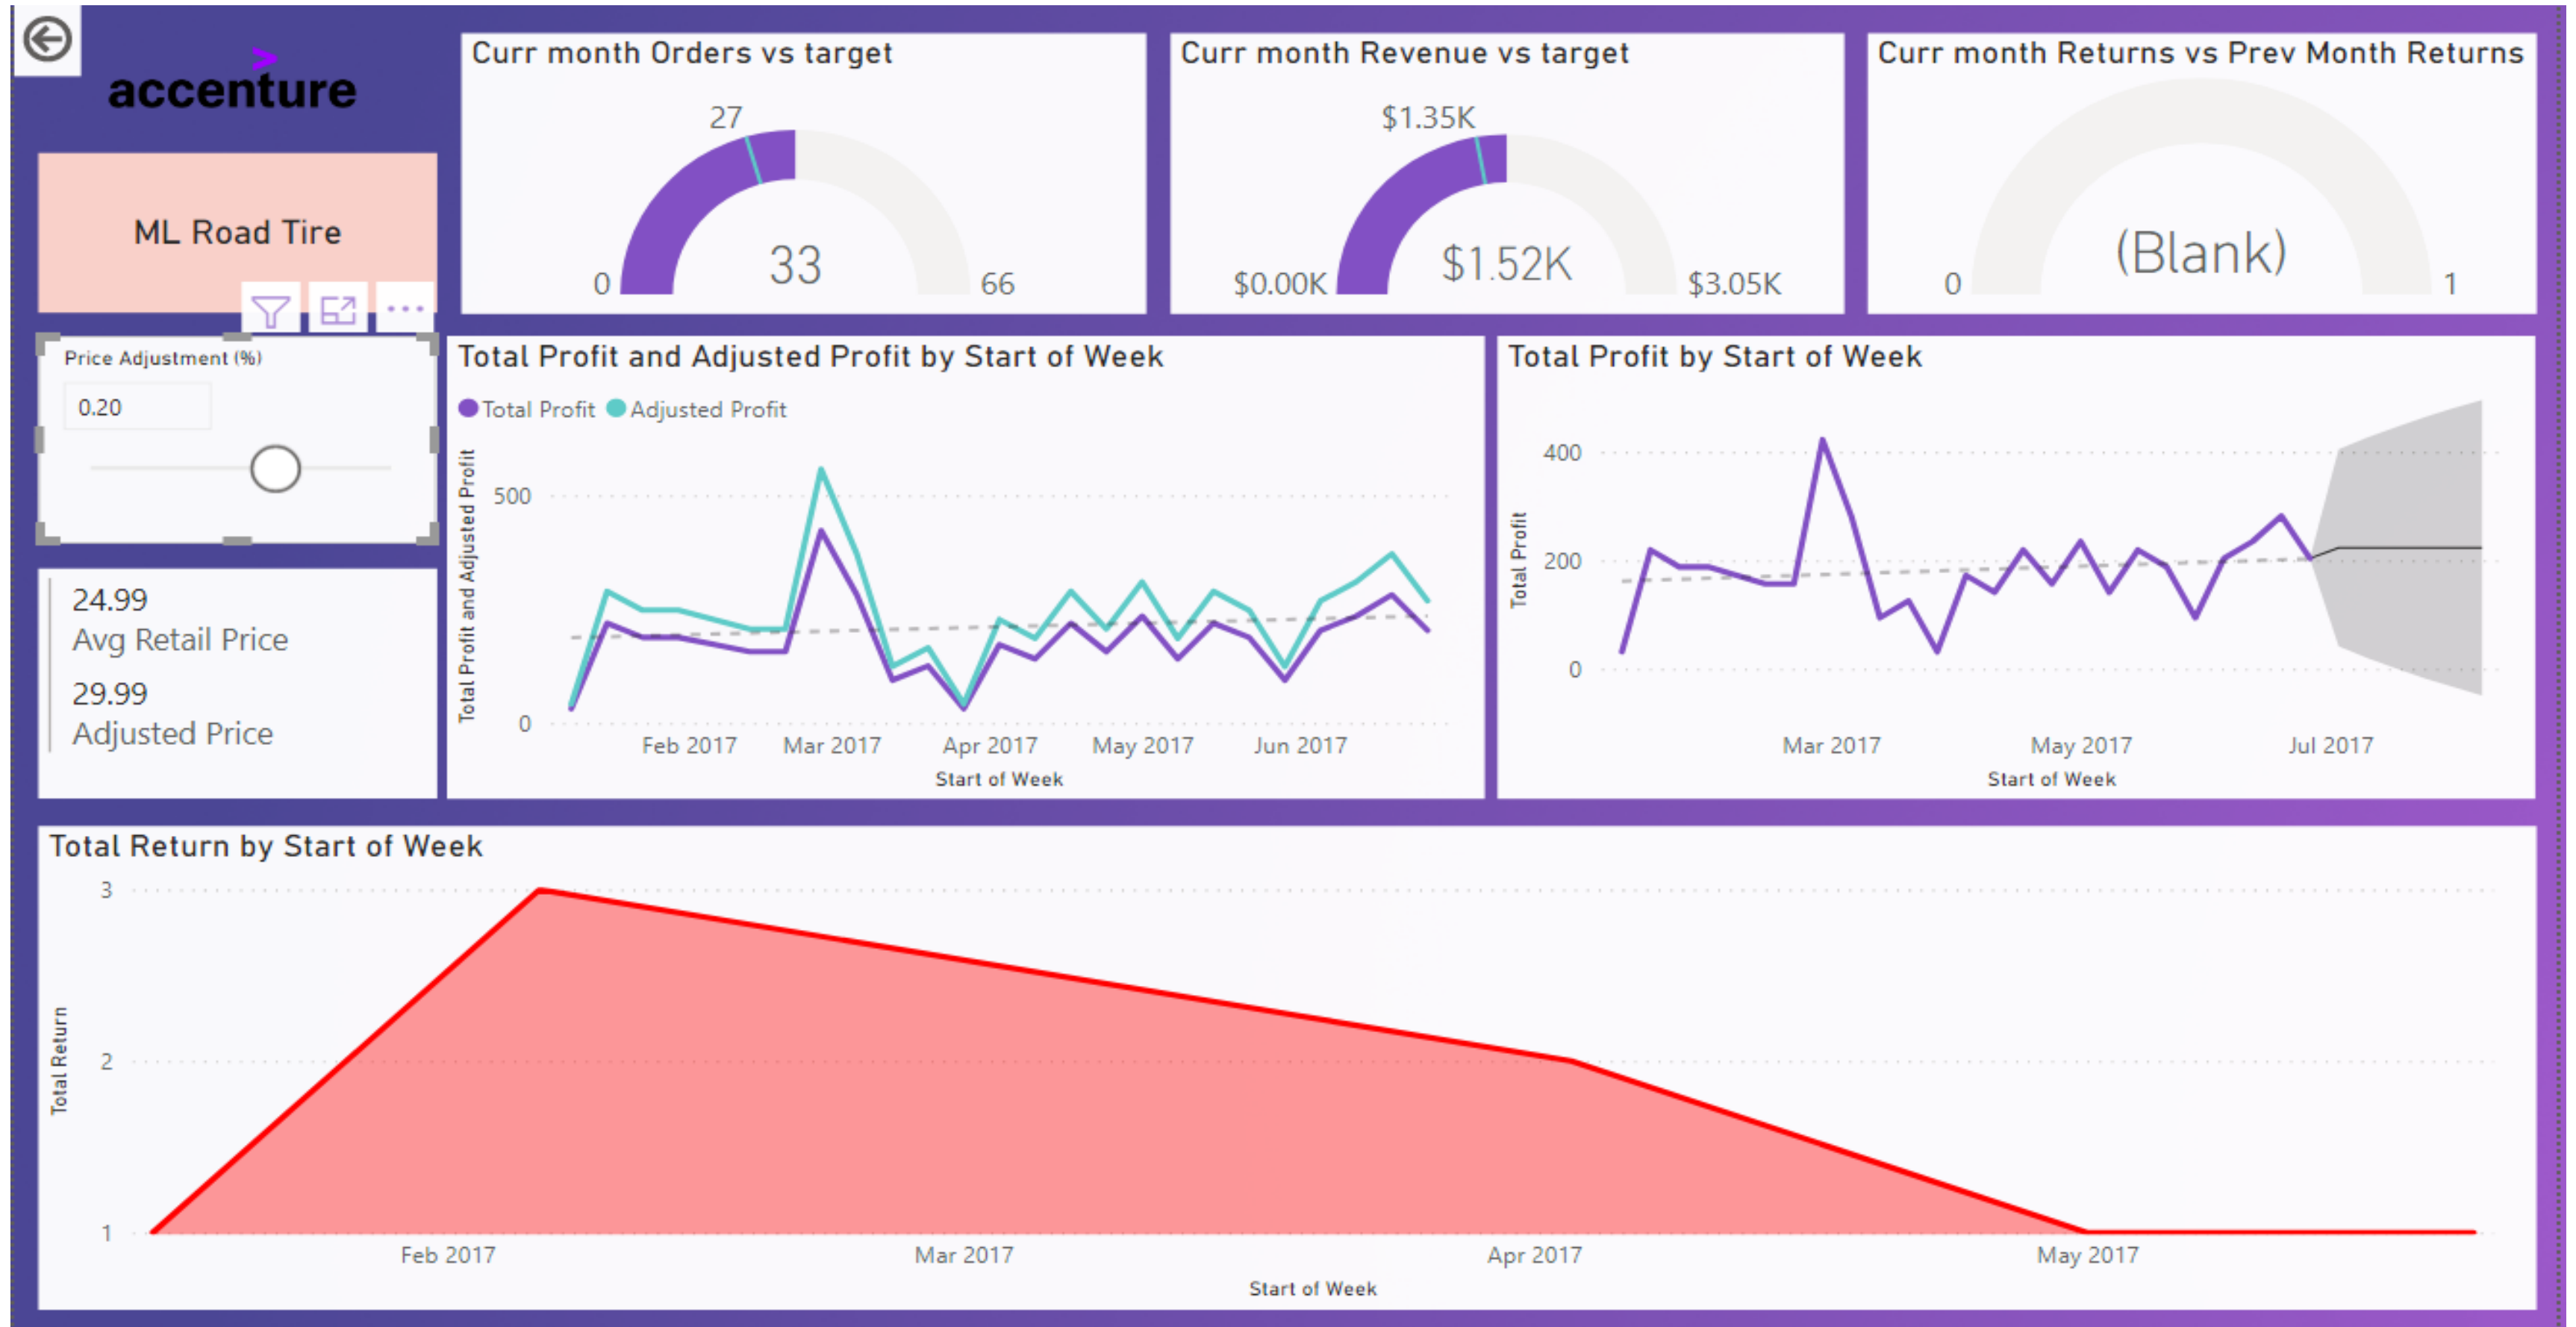 accenture
ML Road Tire
Curr month Orders vs target
27
33
0
66
Curr month Revenue vs target
$1.35K
$1.52K
$0.00K
$3.05K
Curr month Returns vs Prev Month Returns
(Blank)
0
1
Price Adjustment (%)
0.20
24.99
Avg Retail Price
29.99
Adjusted Price
Total Profit and Adjusted Profit by Start of Week
Total Profit
Adjusted Profit
Total Profit and Adjusted Profit
500
0
Feb 2017
Mar 2017
Apr 2017
May 2017
Jun 2017
Start of Week
Total Profit by Start of Week
Total Profit
400
200
0
Mar 2017
May 2017
Jul 2017
Start of Week
Total Return by Start of Week
Total Return
3
2
1
Feb 2017
Mar 2017
Apr 2017
May 2017
Start of Week